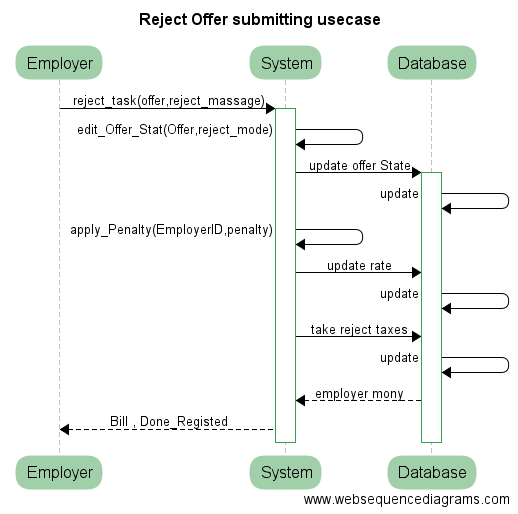 Reject Offer submitting usecase
Employer System Database
reject_task(offer,reject_massage)
edit_Offer_Stat(Offer,reject_mode)
update offer State
update
apply_Penalty(EmployerID,penalty)
update rate
update
take reject taxes
update
employer mony
Bill , Done_Registed
Employer System Database
www.websequencediagrams.com